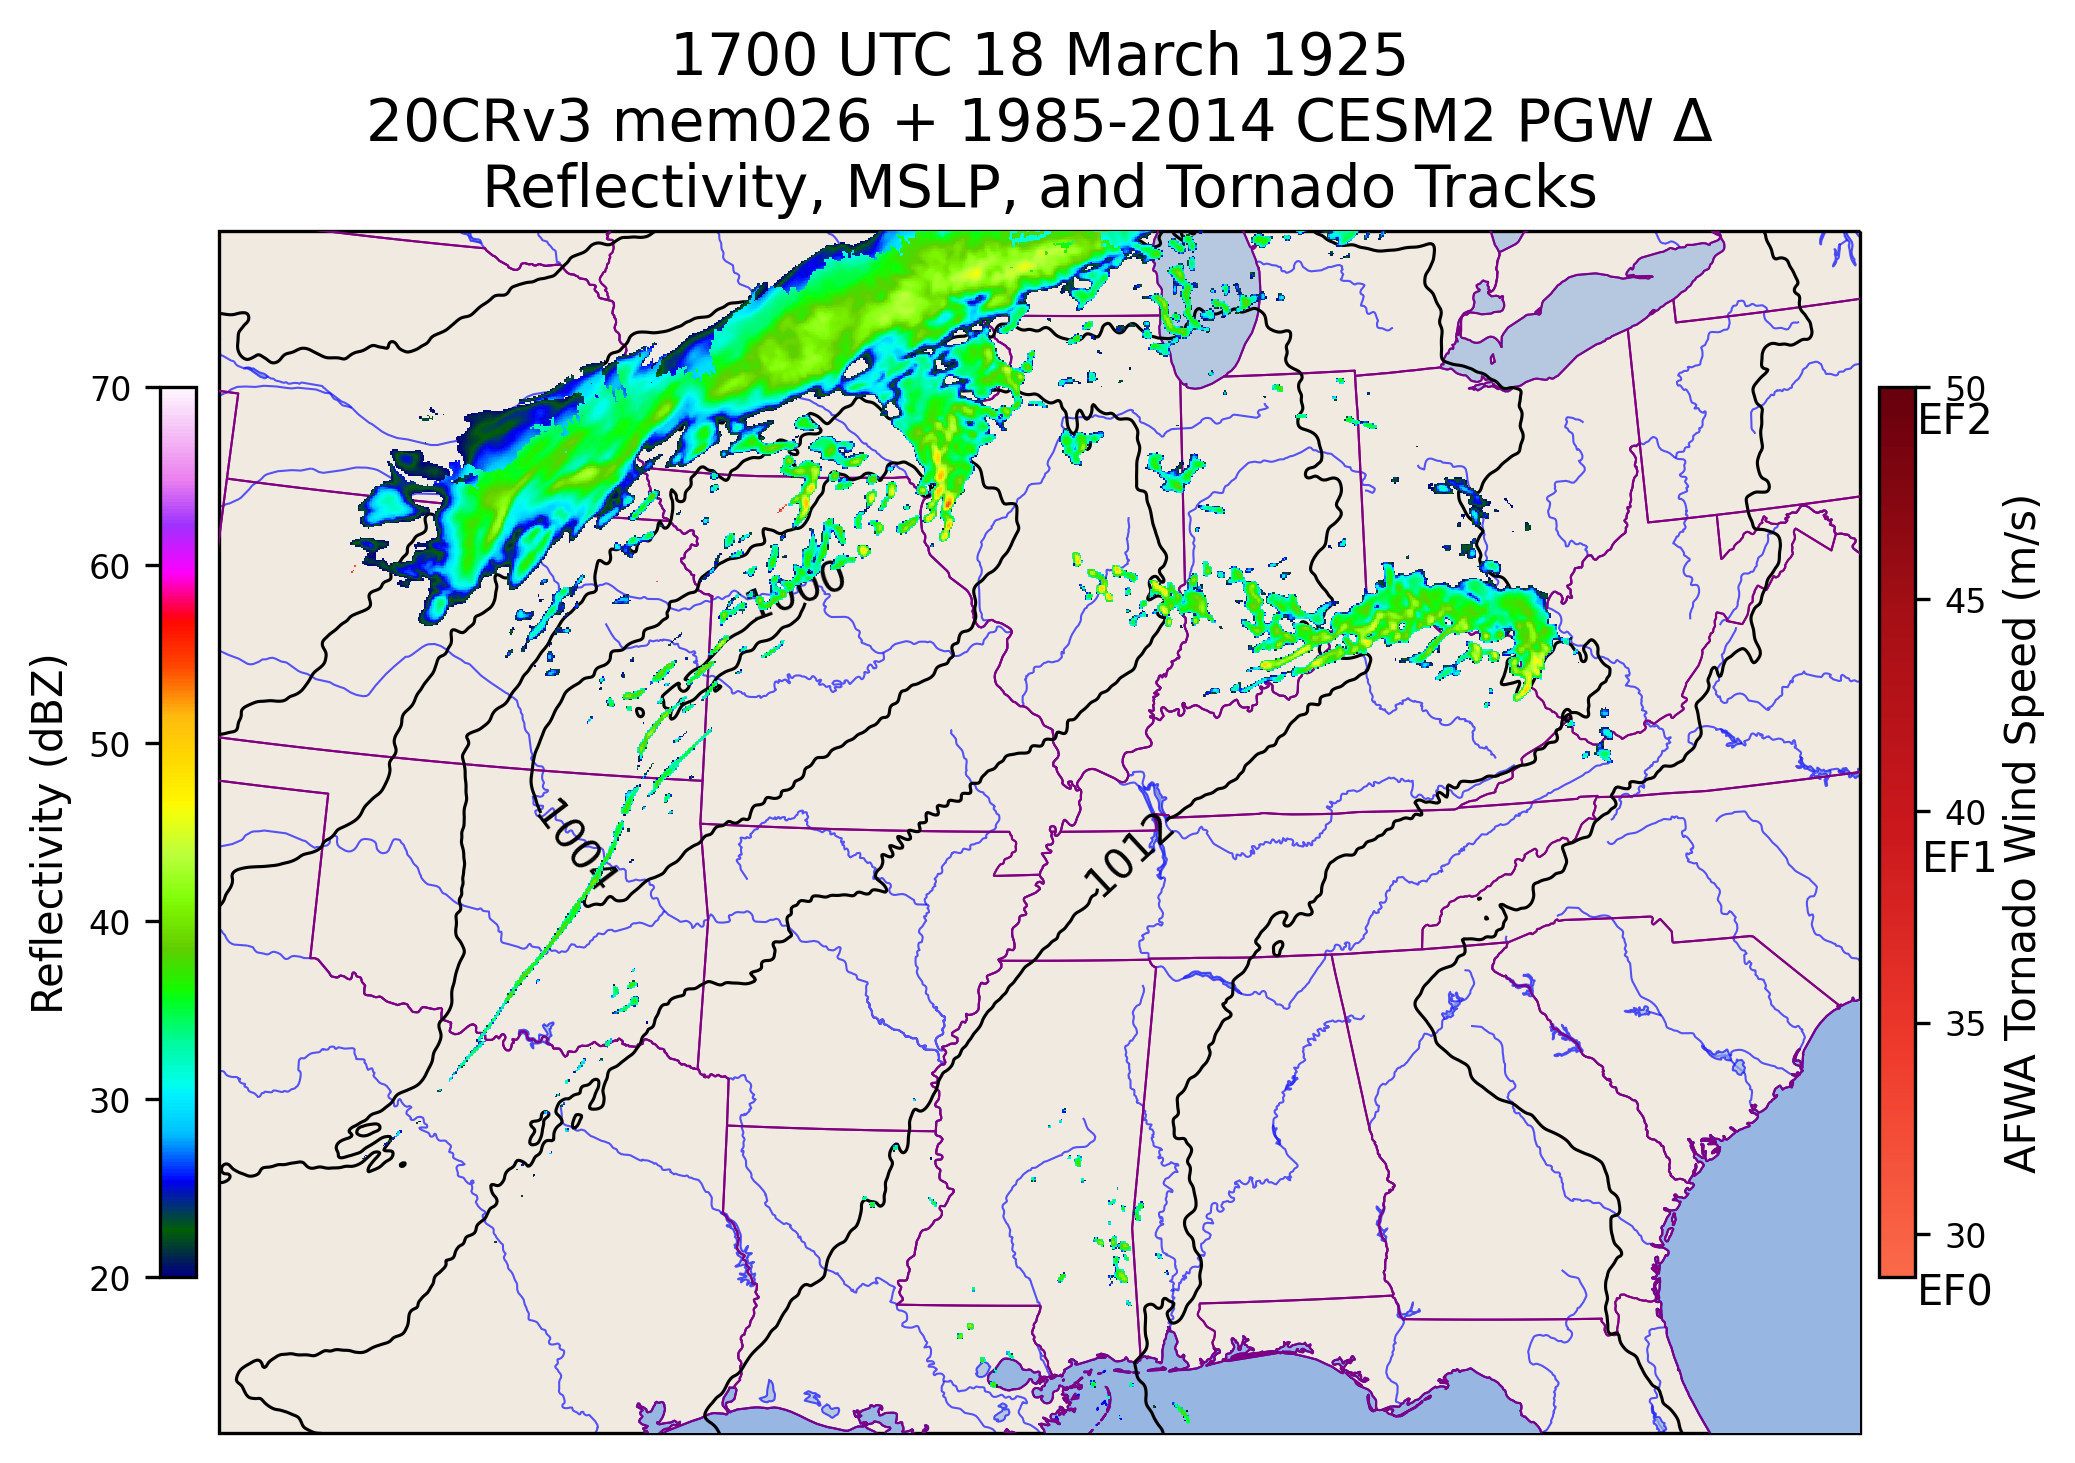 1700 UTC 18 March 1925
20CRv3 mem026 + 1985-2014 CESM2 PGW Δ
Reflectivity, MSLP, and Tornado Tracks
70
60
50
40
30
20
Reflectivity (dBZ)
1000
1004
1012
50
EF2
45
40
EF1
35
30
EF0
AFWA Tornado Wind Speed (m/s)